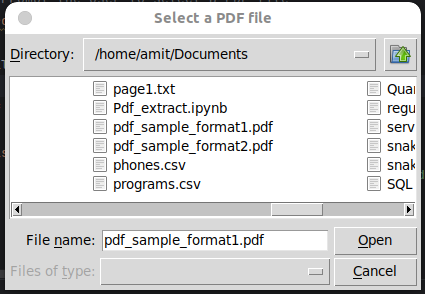 Select a PDF file
Directory: /home/amit/Documents
page1.txt
Pdf_extract.ipynb
pdf_sample_format1.pdf
pdf_sample_format2.pdf
phones.csv
programs.csv
Quar
regu
serv
snak
snak
SQL
File name: pdf_sample_format1.pdf
Open
Files of type:
Cancel